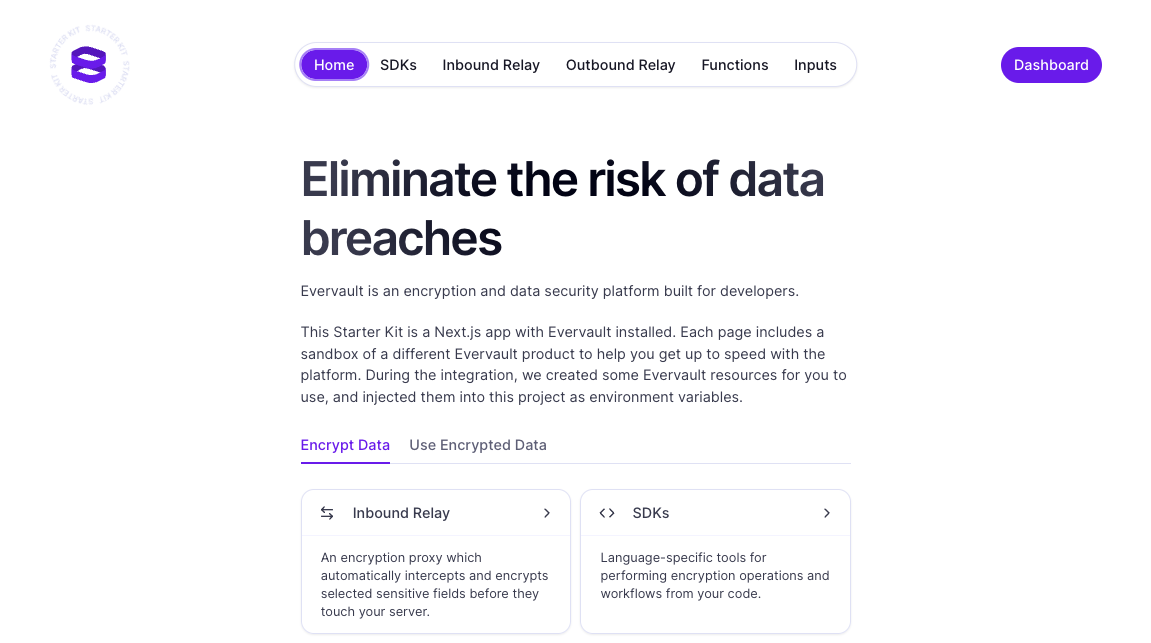 STARTER KIT STARTER KIT STARTER KIT STARTER KIT STARTER KIT
Home SDKs Inbound Relay Outbound Relay Functions Inputs
Dashboard
Eliminate the risk of data
breaches
Evervault is an encryption and data security platform built for developers.
This Starter Kit is a Next.js app with Evervault installed. Each page includes a
sandbox of a different Evervault product to help you get up to speed with the
platform. During the integration, we created some Evervault resources for you to
use, and injected them into this project as environment variables.
Encrypt Data Use Encrypted Data
Inbound Relay
An encryption proxy which
automatically intercepts and encrypts
selected sensitive fields before they
touch your server.
SDKs
Language-specific tools for
performing encryption operations and
workflows from your code.